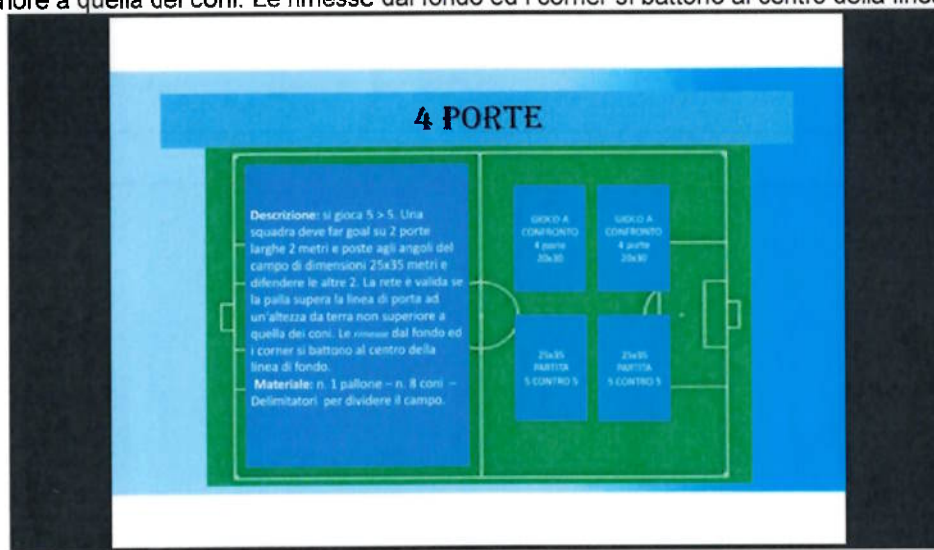 riore a quella dei coni. Le rimesse dal fondo ed i corner si battono al centro della linea
4 PORTE
Descrizione: si gioca 5 > 5. Una
squadra deve far goal su 2 porte
larghe 2 metri e poste agli angoli del
campo di dimensioni 25x35 metri e
difendere le altre 2. La rete è valida se
la palla supera la linea di porta ad
un'altezza da terra non superiore a
quella dei coni. Le rimesse dal fondo ed
i corner si battono al centro della
linea di fondo.
Materiale: n. 1 pallone – n. 8 coni –
Delimitatori per dividere il campo.
GIOCO A
CONFRONTO
4 porte
20x30
GIOCO A
CONFRONTO
4 porte
20x30
25x35
PARTITA
5 CONTRO 5
25x35
PARTITA
5 CONTRO 5